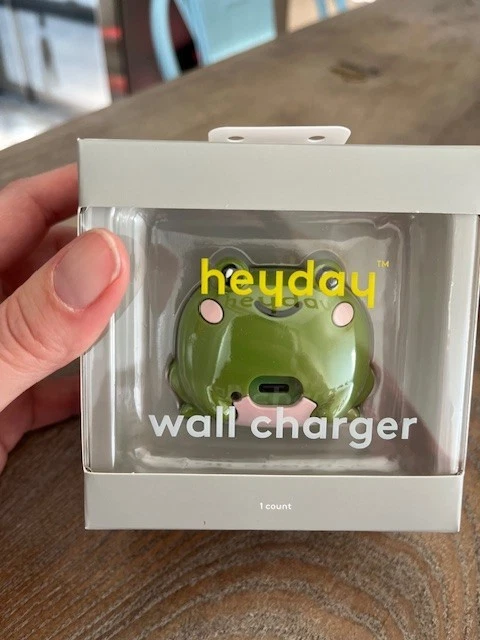 heyday™
wall charger
1 count